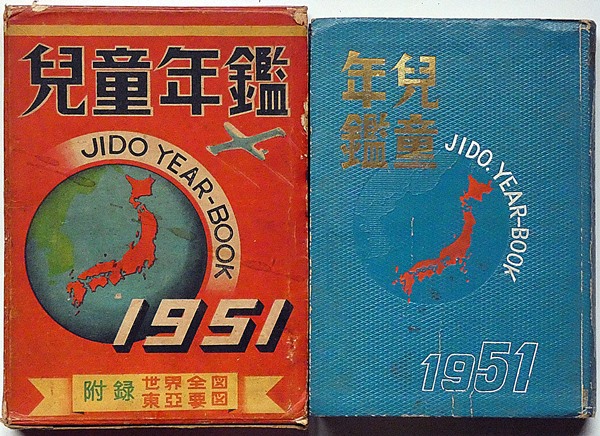 兒童年鑑
JIDO YEAR-BOOK
1951
附録
世界全図
東亞要図
兒童
年鑑
JIDO.YEAR-BOOK
1951